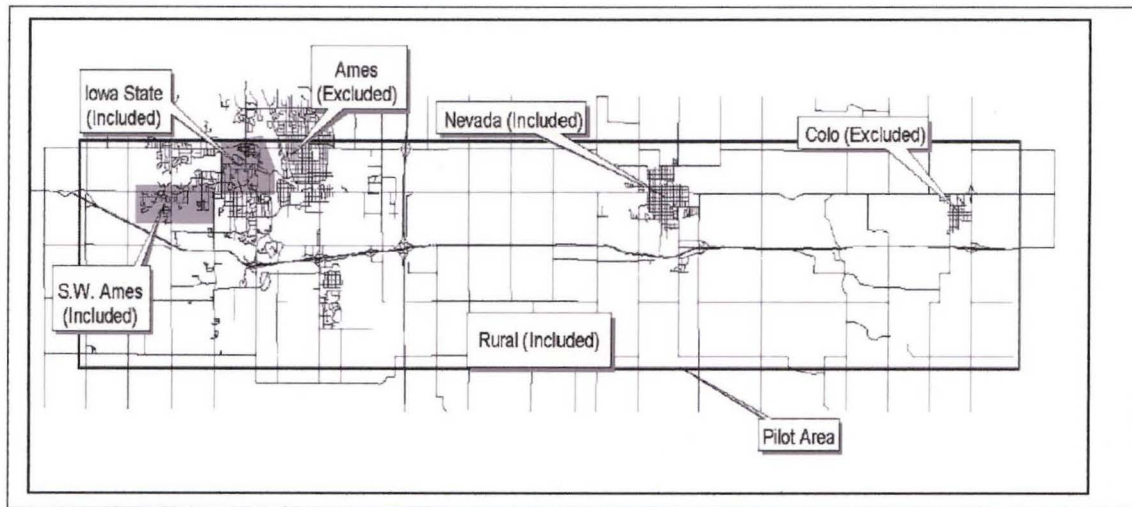 Ames
(Excluded)
Iowa State
(Included)
Nevada (Included)
Colo (Excluded)
S.W. Ames
(Included)
Rural (Included)
Pilot Area